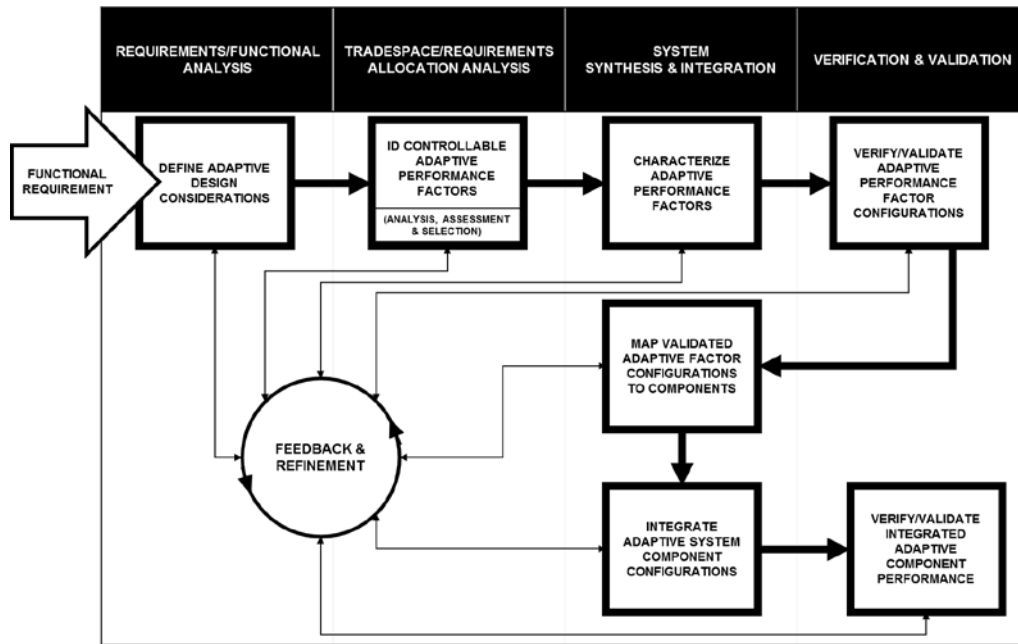 REQUIREMENTS/FUNCTIONAL
ANALYSIS
TRADESPACE/REQUIREMENTS
ALLOCATION ANALYSIS
SYSTEM
SYNTHESIS & INTEGRATION
VERIFICATION & VALIDATION
FUNCTIONAL
REQUIREMENT
DEFINE ADAPTIVE
DESIGN
CONSIDERATIONS
ID CONTROLLABLE
ADAPTIVE
PERFORMANCE
FACTORS
(ANALYSIS, ASSESSMENT
& SELECTION)
CHARACTERIZE
ADAPTIVE
PERFORMANCE
FACTORS
VERIFY/VALIDATE
ADAPTIVE
PERFORMANCE
FACTOR
CONFIGURATIONS
MAP VALIDATED
ADAPTIVE FACTOR
CONFIGURATIONS
TO COMPONENTS
FEEDBACK &
REFINEMENT
INTEGRATE
ADAPTIVE SYSTEM
COMPONENT
CONFIGURATIONS
VERIFY/VALIDATE
INTEGRATED
ADAPTIVE
COMPONENT
PERFORMANCE